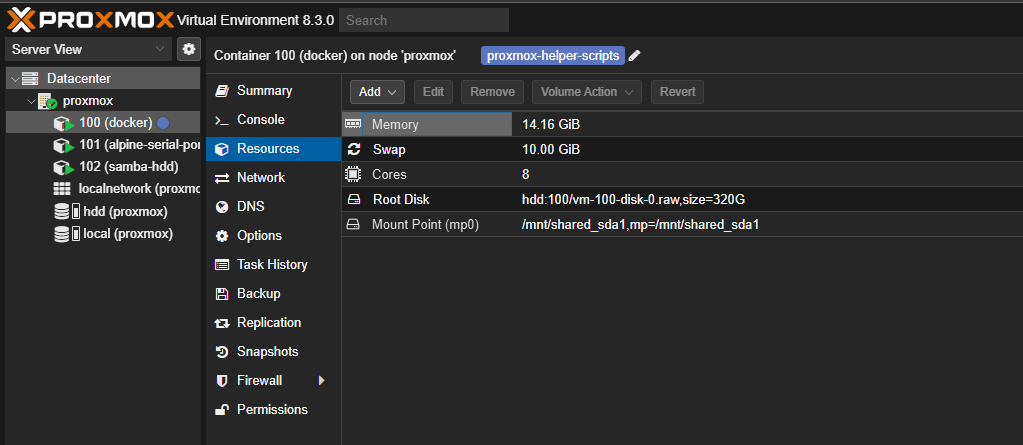 PROXMOX Virtual Environment 8.3.0 Search
Server View
Datacenter
proxmox
100 (docker)
101 (alpine-serial-por
102 (samba-hdd)
localnetwork (proxmo
hdd (proxmox)
local (proxmox)
Container 100 (docker) on node 'proxmox' proxmox-helper-scripts
Summary
Console
Resources
Network
DNS
Options
Task History
Backup
Replication
Snapshots
Firewall
Permissions
Add Edit Remove Volume Action Revert
Memory 14.16 GiB
Swap 10.00 GiB
Cores 8
Root Disk hdd:100/vm-100-disk-0.raw,size=320G
Mount Point (mp0) /mnt/shared_sda1,mp=/mnt/shared_sda1